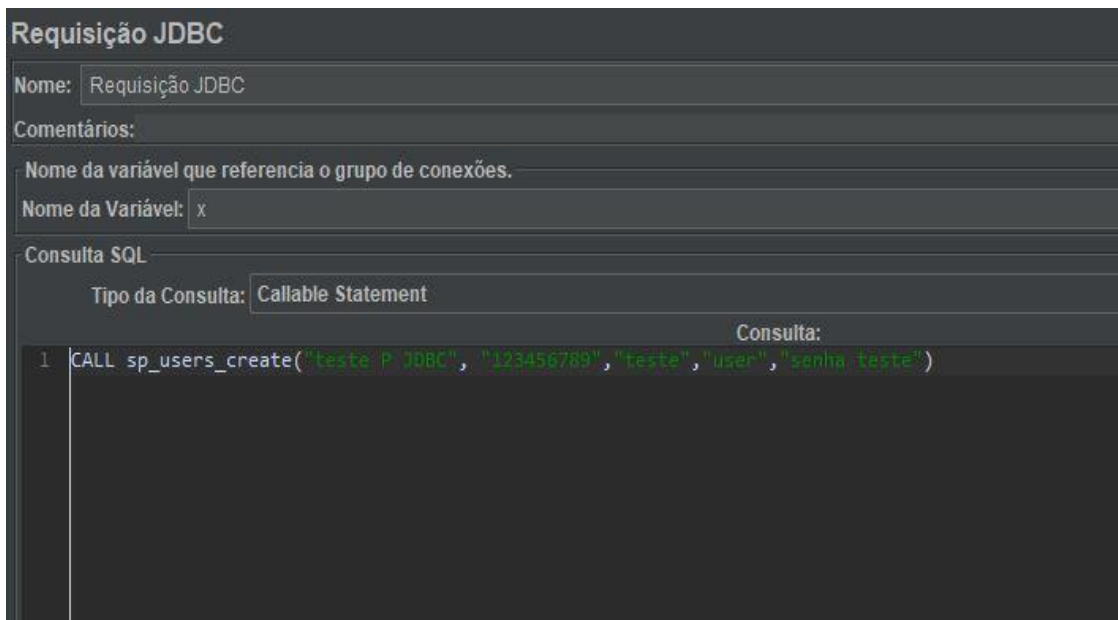 Requisição JDBC
Nome: Requisição JDBC
Comentários:
Nome da variável que referencia o grupo de conexões.
Nome da Variável: x
Consulta SQL
Tipo da Consulta: Callable Statement
Consulta:
1 CALL sp_users_create("teste P JDBC", "123456789","teste","user","senha teste")